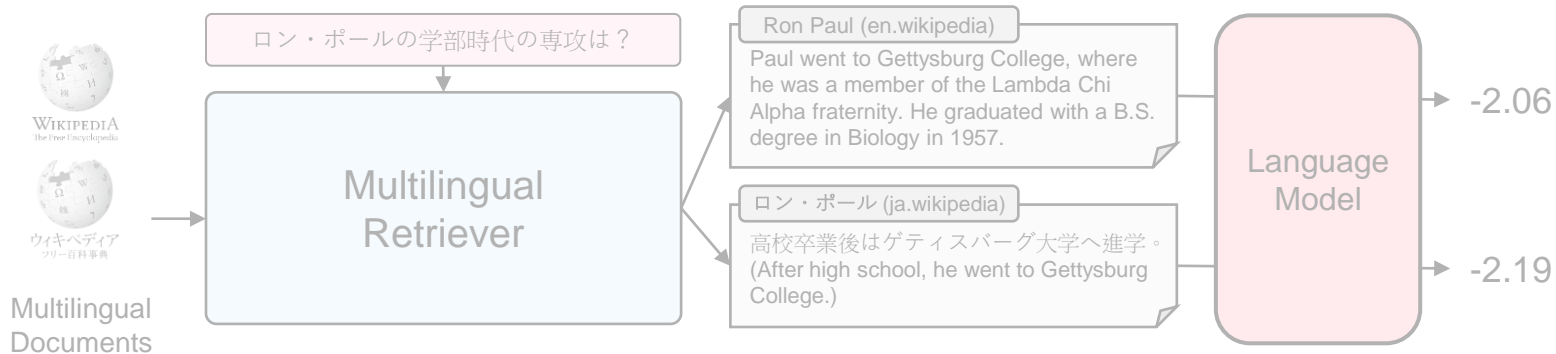 WIKIPEDIA
The Free Encyclopedia
ウィキペディア
フリー百科事典
Multilingual
Documents
ロン・ポールの学部時代の専攻は？
Multilingual
Retriever
Ron Paul (en.wikipedia)
Paul went to Gettysburg College, where
he was a member of the Lambda Chi
Alpha fraternity. He graduated with a B.S.
degree in Biology in 1957.
ロン・ポール (ja.wikipedia)
高校卒業後はゲティスバーグ大学へ進学。
(After high school, he went to Gettysburg
College.)
Language
Model
-2.06
-2.19